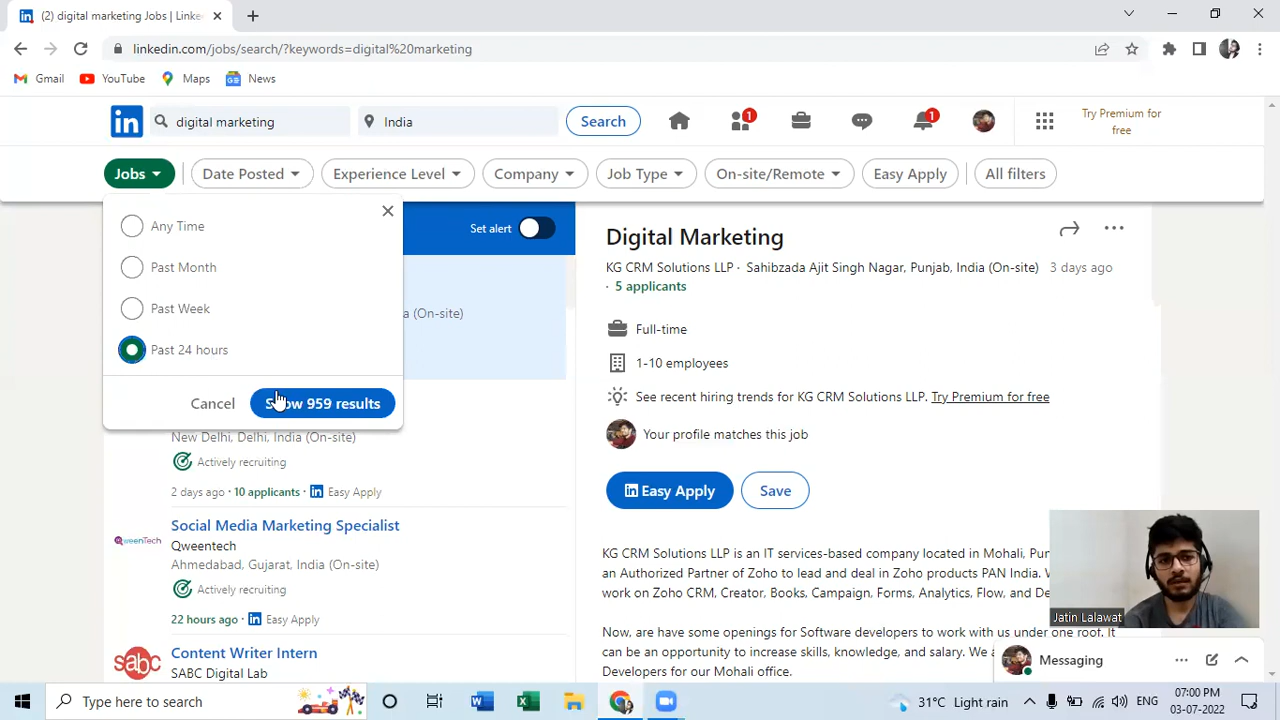 (2) digital marketing Jobs | Linke
linkedin.com/jobs/search/?keywords=digital%20marketing
Gmail YouTube Maps News
in digital marketing India Search 1 1 Try Premium for
free
Jobs Date Posted Experience Level Company Job Type On-site/Remote Easy Apply All filters
Any Time
Past Month
Past Week
Past 24 hours
Cancel Show 959 results
Set alert
a (On-site)
New Delhi, Delhi, India (On-site)
Actively recruiting
2 days ago · 10 applicants · in Easy Apply
Social Media Marketing Specialist
QweenTech
Qweentech
Ahmedabad, Gujarat, India (On-site)
Actively recruiting
22 hours ago · in Easy Apply
Content Writer Intern
sabc
SABC Digital Lab
Digital Marketing
KG CRM Solutions LLP · Sahibzada Ajit Singh Nagar, Punjab, India (On-site) 3 days ago
· 5 applicants
Full-time
1-10 employees
See recent hiring trends for KG CRM Solutions LLP. Try Premium for free
Your profile matches this job
in Easy Apply Save
KG CRM Solutions LLP is an IT services-based company located in Mohali, Pun
an Authorized Partner of Zoho to lead and deal in Zoho products PAN India. W
work on Zoho CRM, Creator, Books, Campaign, Forms, Analytics, Flow, and De
Now, are have some openings for Software developers to work with us under one roof. It
can be an opportunity to increase skills, knowledge, and salary. We a
Developers for our Mohali office.
Jatin Lalawat
Messaging
Type here to search
31°C Light rain ENG 07:00 PM
03-07-2022